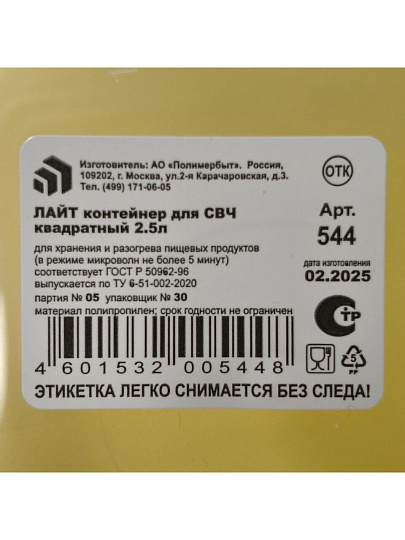 Изготовитель: АО «Полимербыт». Россия,
109202, г. Москва, ул.2-я Карачаровская, д.3.
Тел. (499) 171-06-05
ОТК
ЛАЙТ контейнер для СВЧ
квадратный 2.5л
Арт.
544
для хранения и разогрева пищевых продуктов
(в режиме микроволн не более 5 минут)
соответствует ГОСТ Р 50962-96
выпускается по ТУ 6-51-002-2020
дата изготовления
02.2025
партия № 05 упаковщик № 30
материал полипропилен; срок годности не ограничен
СТР
4 601532 005448
5
PP
ЭТИКЕТКА ЛЕГКО СНИМАЕТСЯ БЕЗ СЛЕДА!